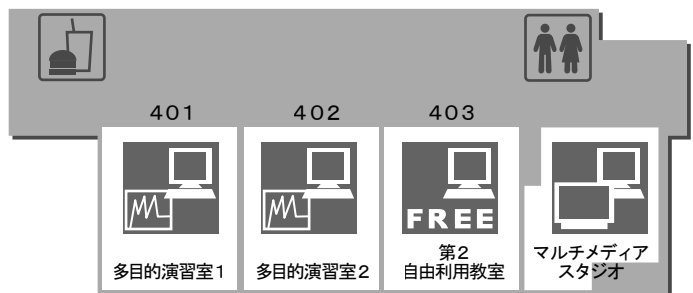 401
402
403
FREE
多目的演習室1
多目的演習室2
第2
自由利用教室
マルチメディア
スタジオ